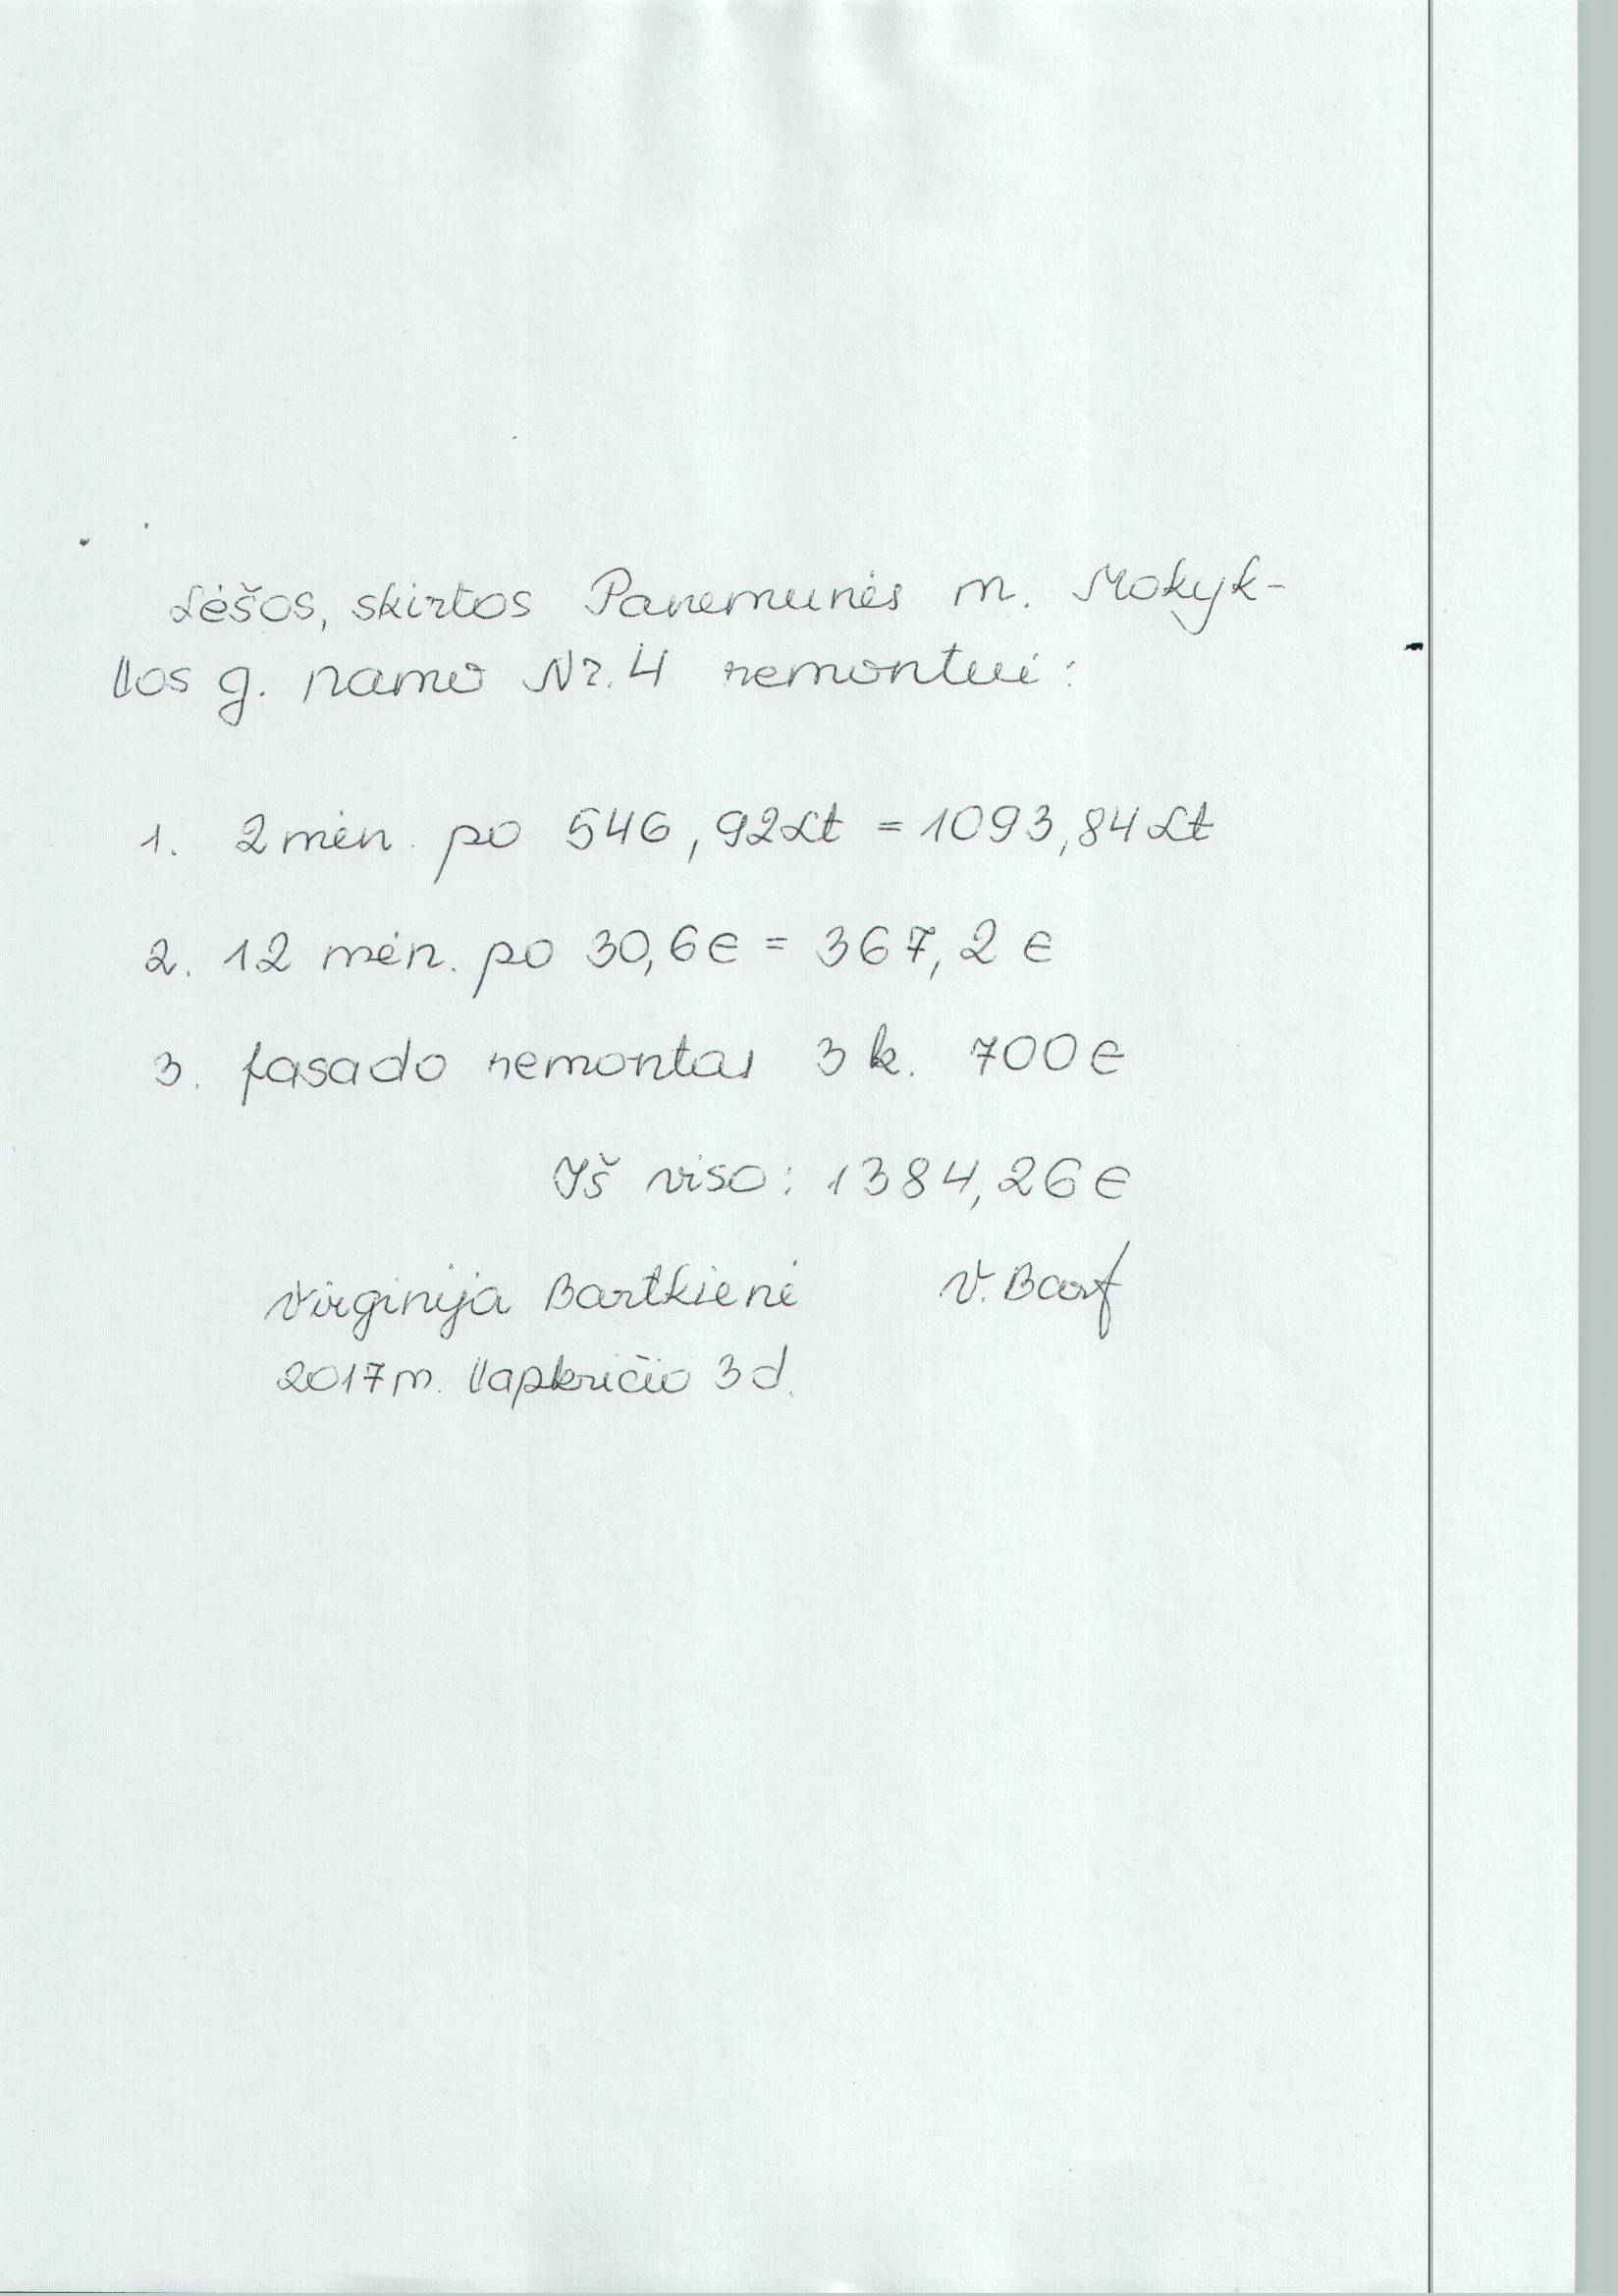 Lėšos, skirtos Panemunės m. Mokyk-
los g. namo Nr. 4 remontui:
1. 2 mėn. po 546,92Lt = 1093,84 Lt
2. 12 mėn. po 30,6€ = 367,2 €
3. fasado remontas 3 k. 700€
Iš viso: 1384,26€
Virginija Bartkienė V. Bart
2017 m. lapkričio 3 d.